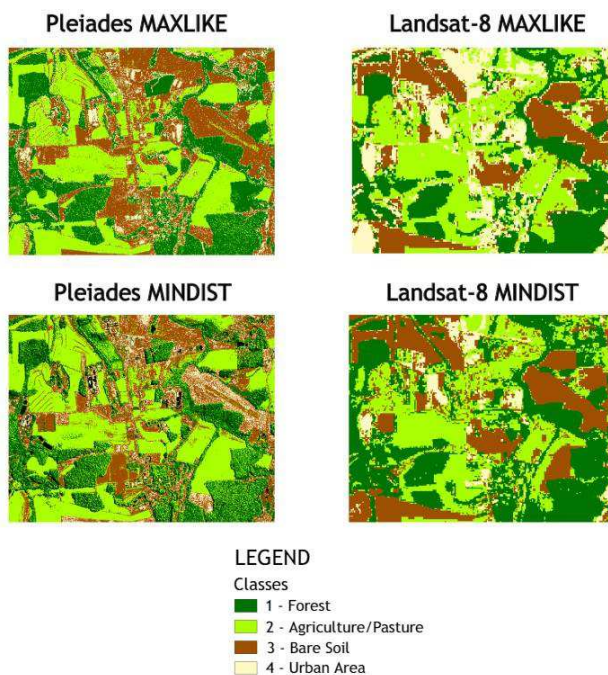 Pleiades MAXLIKE
Landsat-8 MAXLIKE
Pleiades MINDIST
Landsat-8 MINDIST
LEGEND
Classes
1 - Forest
2 - Agriculture/Pasture
3 - Bare Soil
4 - Urban Area